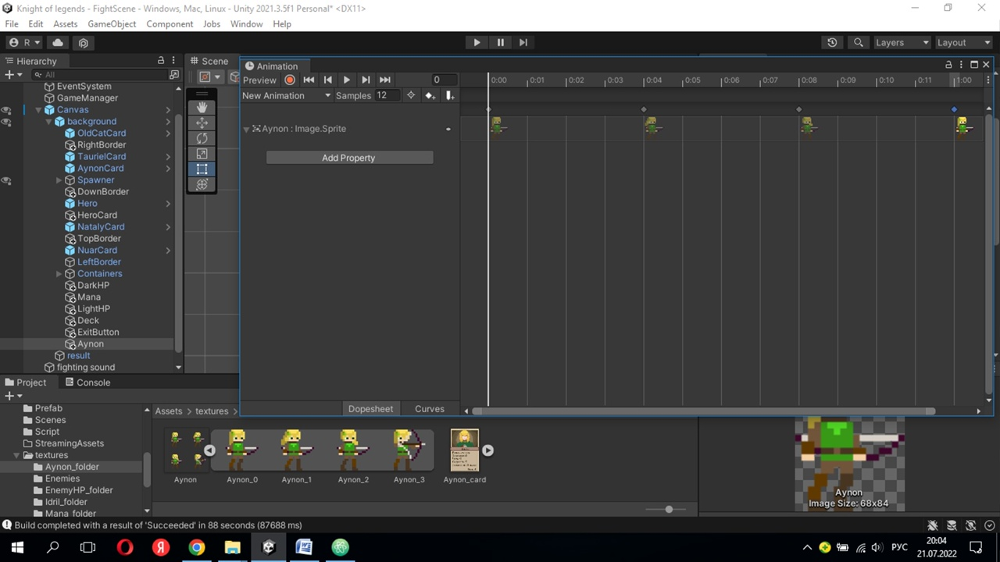 Knight of legends - FightScene - Windows, Mac, Linux - Unity 2021.3.5f1 Personal* <DX11>
File Edit Assets GameObject Component Jobs Window Help
R Layers Layout
Hierarchy
All
EventSystem
GameManager
Canvas
background
OldCatCard
RightBorder
TaurielCard
AynonCard
Spawner
DownBorder
Hero
HeroCard
NatalyCard
TopBorder
NuarCard
LeftBorder
Containers
DarkHP
Mana
LightHP
Deck
ExitButton
Aynon
result
fighting sound
Scene
Animation
Preview 0
New Animation Samples 12
0:00 0:01 0:02 0:03 0:04 0:05 0:06 0:07 0:08 0:09 0:10 0:11 1:00
Aynon : Image.Sprite
Add Property
Dopesheet Curves
Project Console
Prefab
Scenes
Script
StreamingAssets
textures
Aynon_folder
Enemies
EnemyHP_folder
Idril_folder
Mana_folder
Assets > textures >
Aynon Aynon_0 Aynon_1 Aynon_2 Aynon_3 Aynon_card
Aynon
Image Size: 68x84
Build completed with a result of 'Succeeded' in 88 seconds (87688 ms)
РУС
20:04
21.07.2022